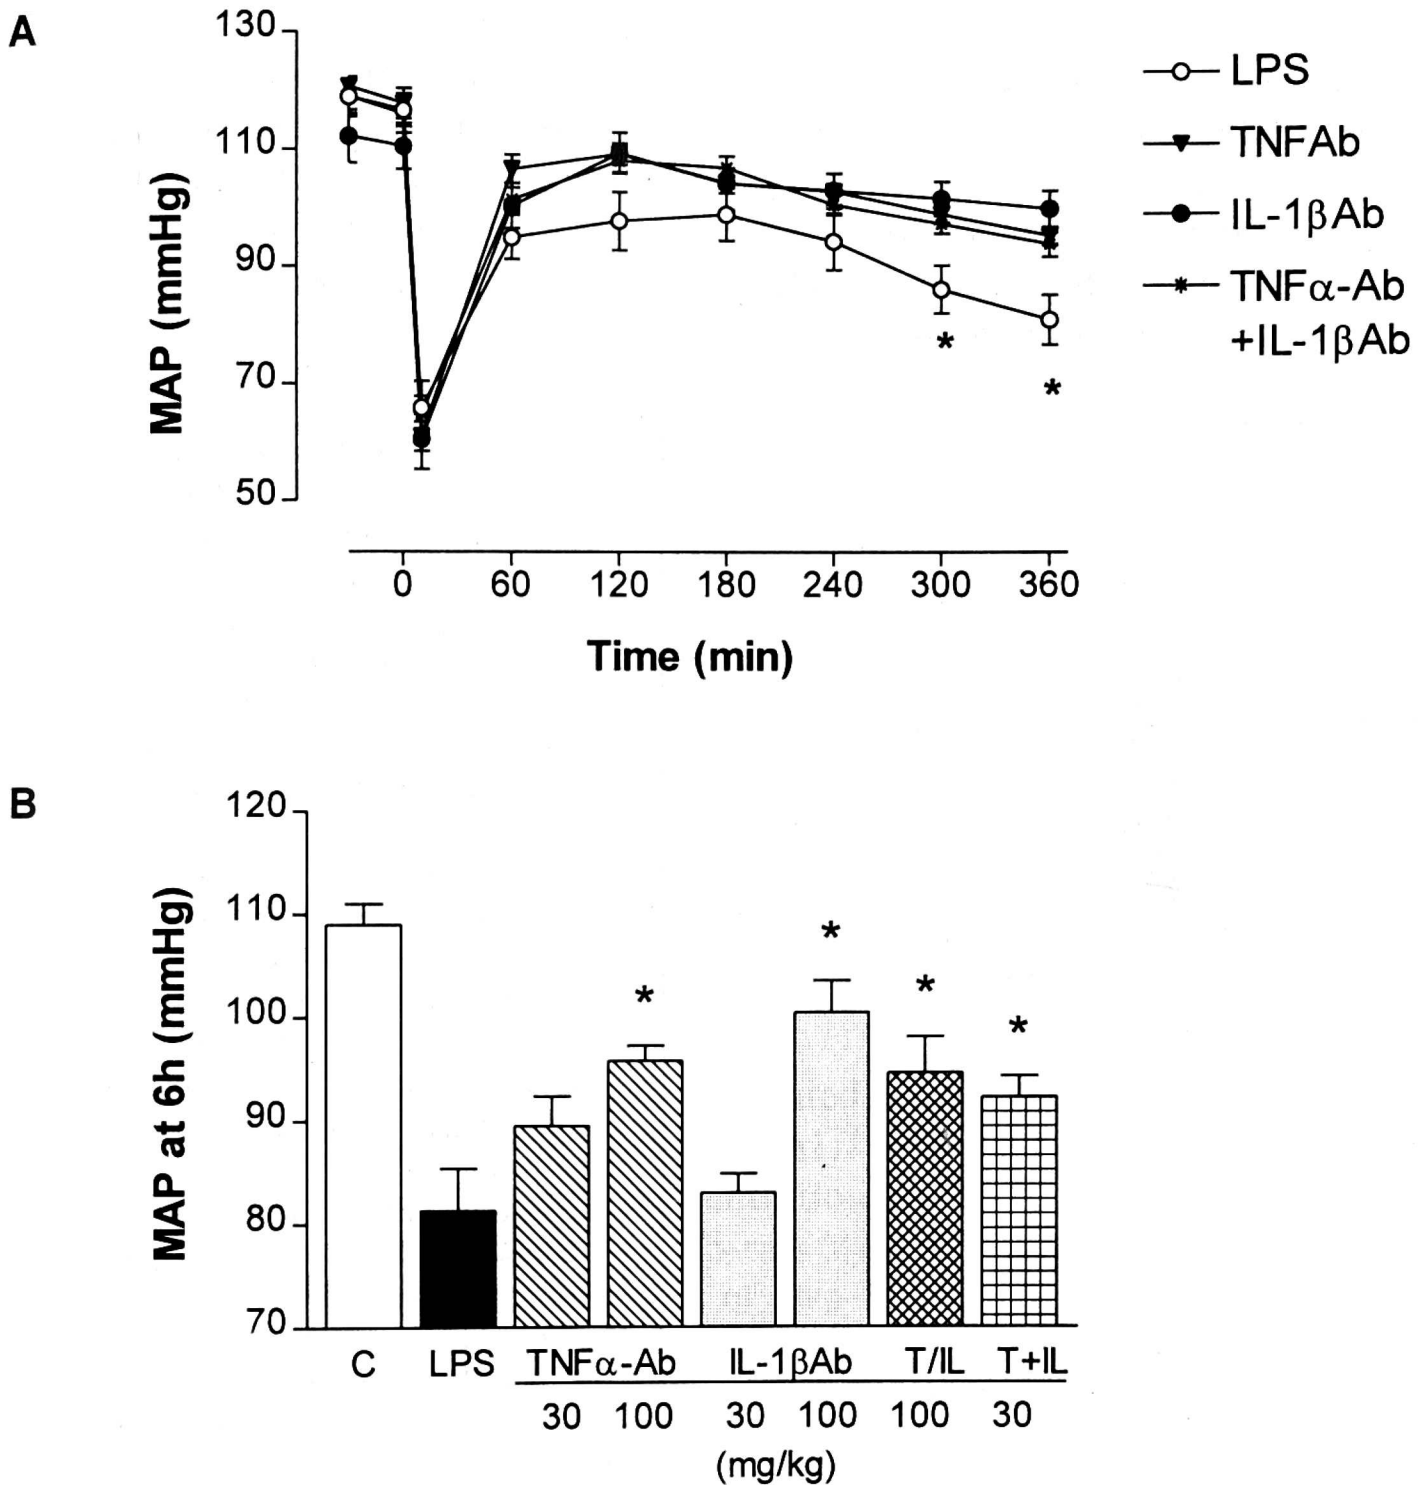 A
130
110
90
70
50
MAP (mmHg)
0 60 120 180 240 300 360
Time (min)
LPS
TNFAb
IL-1βAb
TNFα-Ab
+IL-1βAb
*
*
B
120
110
100
90
80
70
MAP at 6h (mmHg)
* * * *
C LPS TNFα-Ab IL-1βAb T/IL T+IL
30 100 30 100 100 30
(mg/kg)